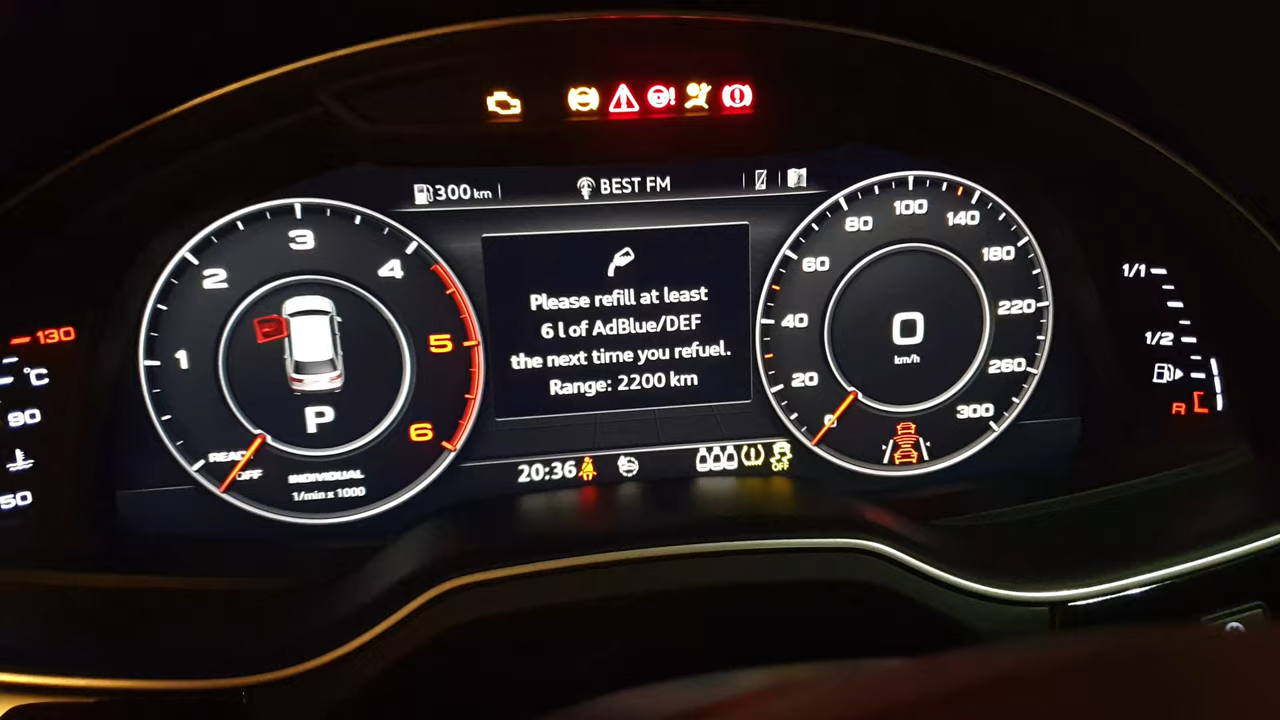 300 km
BEST FM
Please refill at least
6 l of AdBlue/DEF
the next time you refuel.
Range: 2200 km
130
°C
90
50
1
2
3
4
5
6
P
READY
OFF
INDIVIDUAL
1/min x 1000
20:36
OFF
0
20
40
60
80
100
140
180
220
260
300
0
km/h
1/1
1/2
R